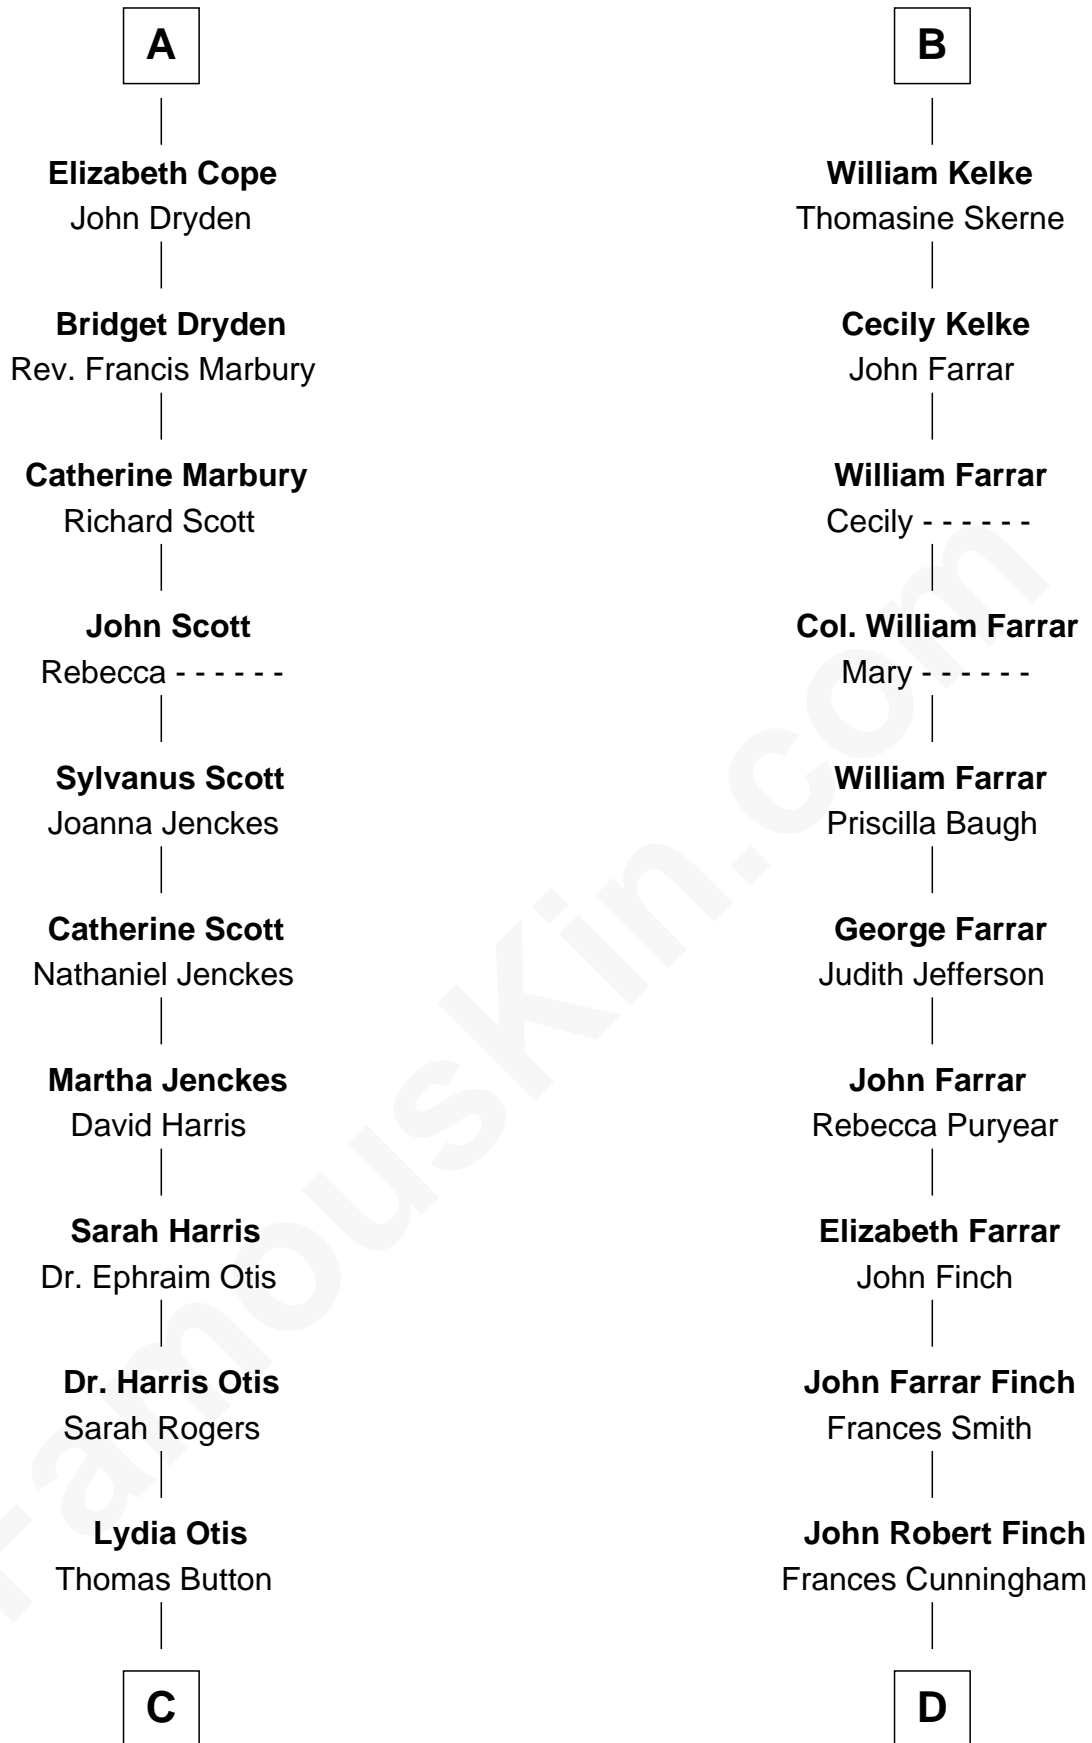 A
Elizabeth Cope
John Dryden
Bridget Dryden
Rev. Francis Marbury
Catherine Marbury
Richard Scott
John Scott
Rebecca - - - - - -
Sylvanus Scott
Joanna Jenckes
Catherine Scott
Nathaniel Jenckes
Martha Jenckes
David Harris
Sarah Harris
Dr. Ephraim Otis
Dr. Harris Otis
Sarah Rogers
Lydia Otis
Thomas Button
C
B
William Kelke
Thomasine Skerne
Cecily Kelke
John Farrar
William Farrar
Cecily - - - - - -
Col. William Farrar
Mary - - - - - -
William Farrar
Priscilla Baugh
George Farrar
Judith Jefferson
John Farrar
Rebecca Puryear
Elizabeth Farrar
John Finch
John Farrar Finch
Frances Smith
John Robert Finch
Frances Cunningham
D
FamousKin.com